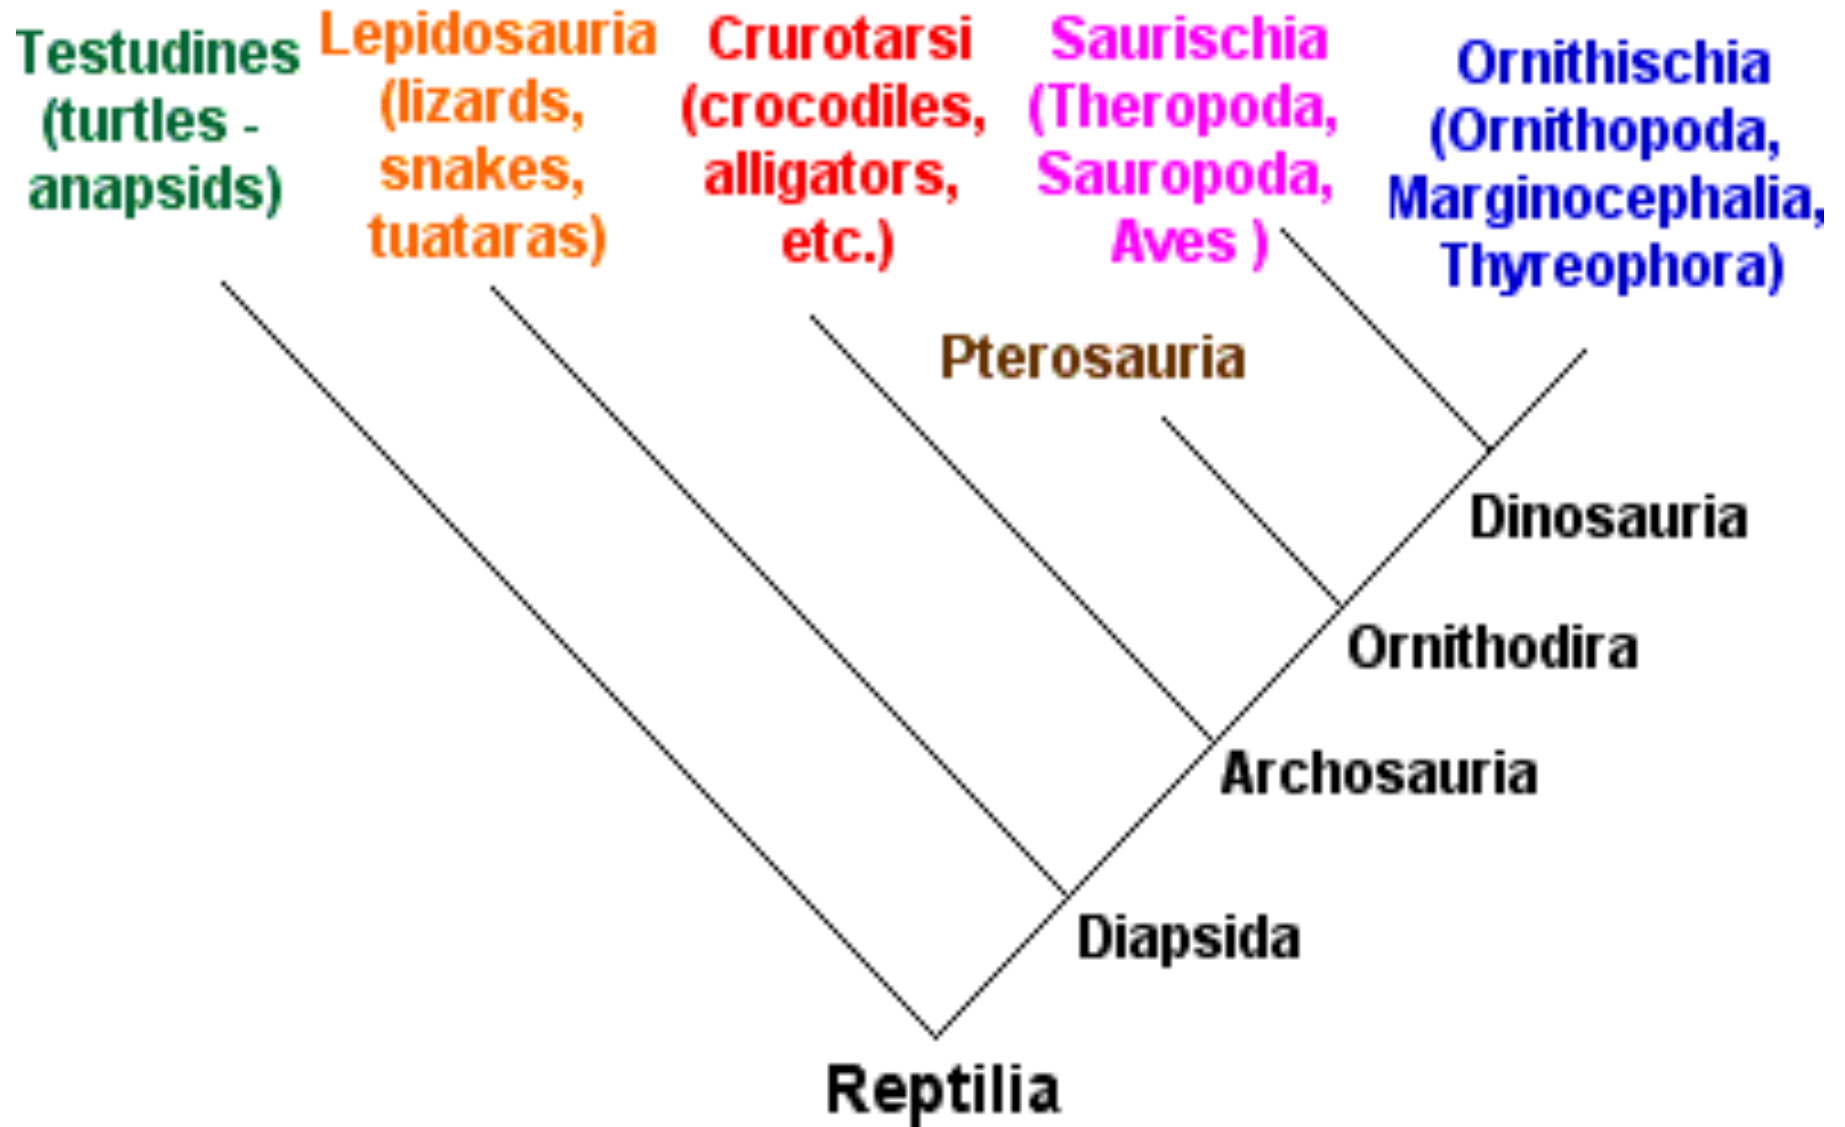 Testudines
(turtles -
anapsids)
Lepidosauria
(lizards,
snakes,
tuataras)
Crurotarsi
(crocodiles,
alligators,
etc.)
Saurischia
(Theropoda,
Sauropoda,
Aves )
Ornithischia
(Ornithopoda,
Marginocephalia,
Thyreophora)
Pterosauria
Dinosauria
Ornithodira
Archosauria
Diapsida
Reptilia